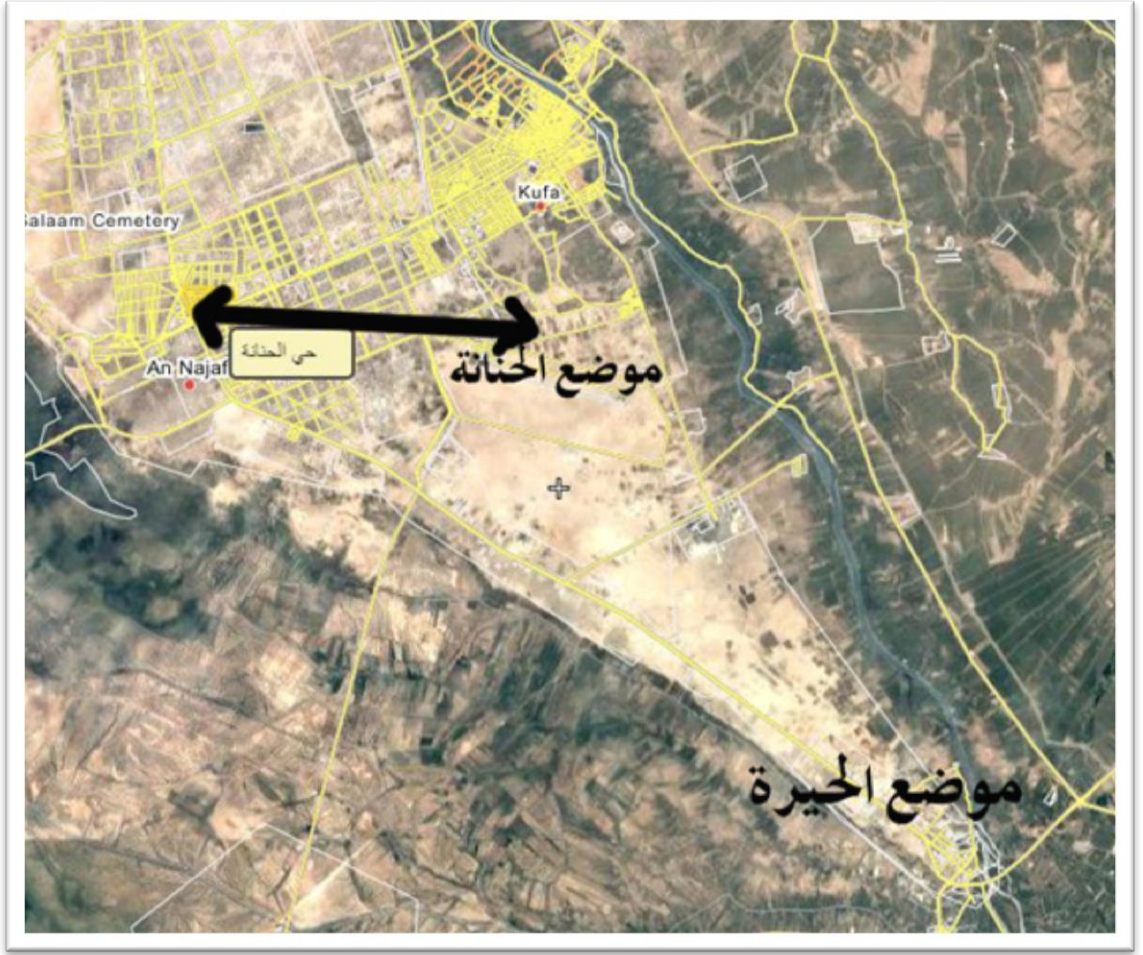 Kufa
Salaam Cemetery
حي الحنانة
An Najaf
موضع الحنانة
موضع الحيرة